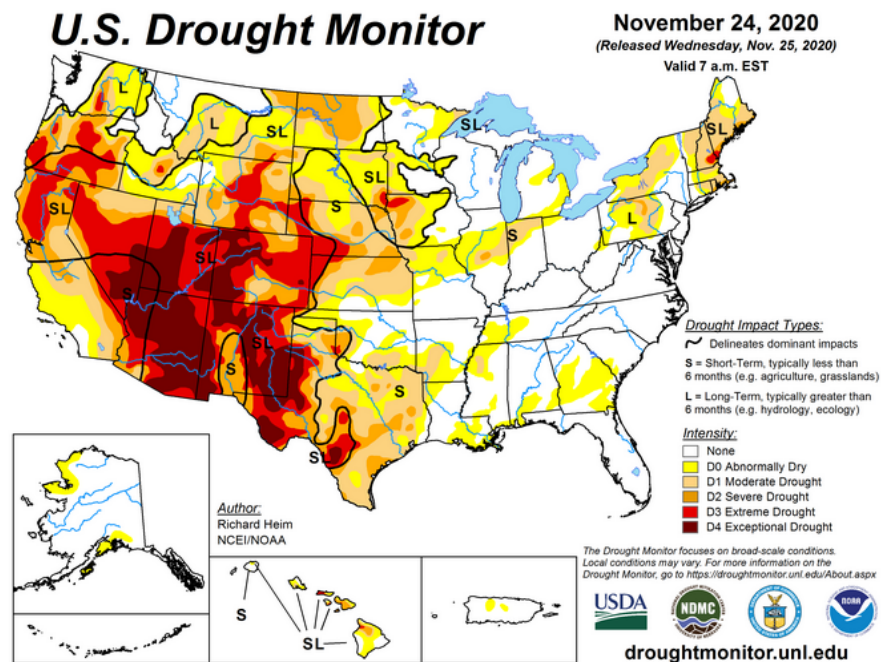 U.S. Drought Monitor
November 24, 2020
(Released Wednesday, Nov. 25, 2020)
Valid 7 a.m. EST
L
L
SL
SL
SL
SL
S
SL
S
L
SL
S
SL
S
S
SL
Drought Impact Types:
Delineates dominant impacts
S = Short-Term, typically less than
6 months (e.g. agriculture, grasslands)
L = Long-Term, typically greater than
6 months (e.g. hydrology, ecology)
Intensity:
None
D0 Abnormally Dry
D1 Moderate Drought
D2 Severe Drought
D3 Extreme Drought
D4 Exceptional Drought
Author:
Richard Heim
NCEI/NOAA
S
SL
The Drought Monitor focuses on broad-scale conditions.
Local conditions may vary. For more information on the
Drought Monitor, go to https://droughtmonitor.unl.edu/About.aspx
USDA
NDMC
NOAA
droughtmonitor.unl.edu